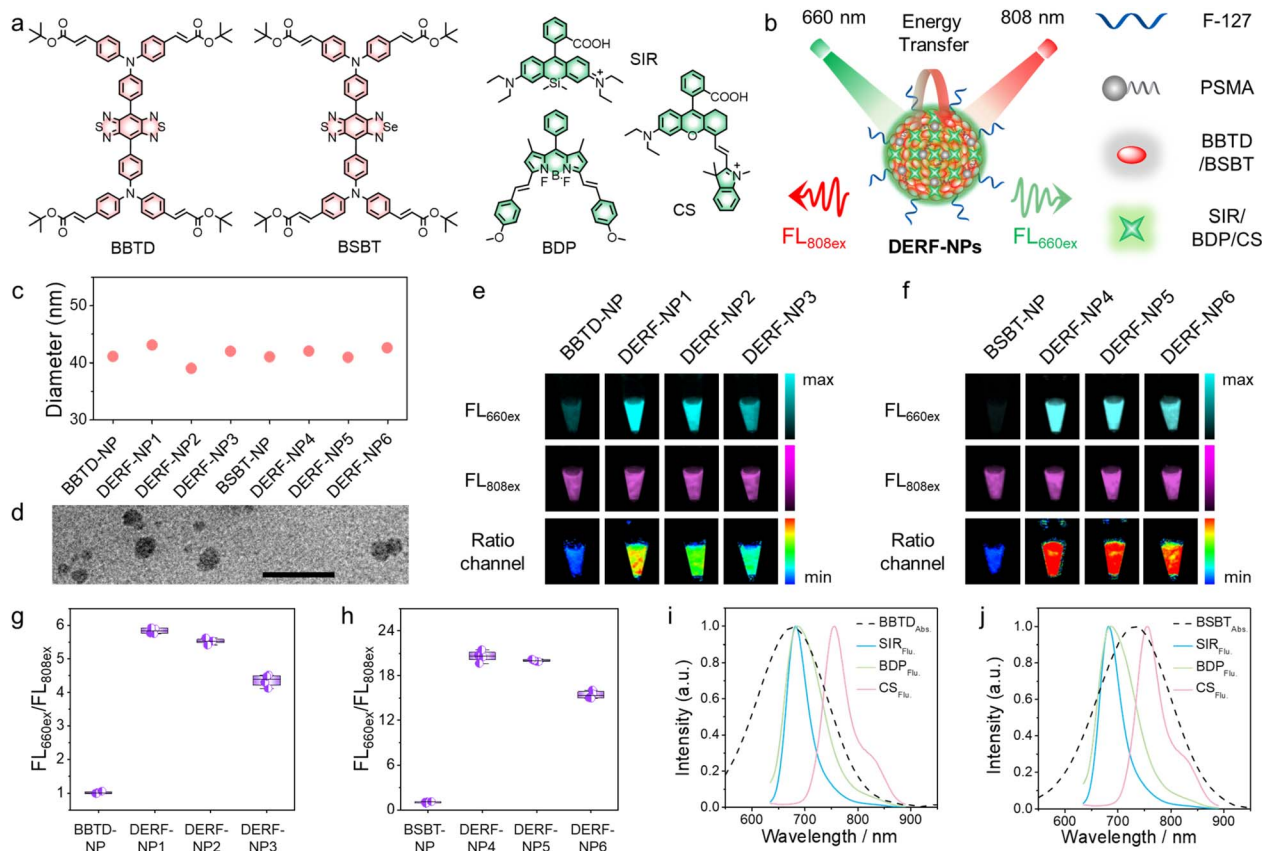 a
COOH
SIR
N
Si
N+
O
O
O
O
N
N
N
S
S
N
N
N
O
O
O
O
BBTD
O
O
O
O
N
N
N
S
Se
N
N
N
O
O
O
O
BSBT
N
N
B
F
F
O
O
BDP
COOH
N
O
N+
CS
b
660 nm
Energy
Transfer
808 nm
FL808ex
DERF-NPs
FL660ex
F-127
PSMA
BBTD
/BSBT
SIR/
BDP/CS
c
Diameter (nm)
50
40
30
BBTD-NP
DERF-NP1
DERF-NP2
DERF-NP3
BSBT-NP
DERF-NP4
DERF-NP5
DERF-NP6
d
e
BBTD-NP
DERF-NP1
DERF-NP2
DERF-NP3
FL660ex
FL808ex
Ratio
channel
max
min
f
BSBT-NP
DERF-NP4
DERF-NP5
DERF-NP6
FL660ex
FL808ex
Ratio
channel
max
min
g
FL660ex/FL808ex
6
5
4
3
2
1
BBTD-
NP
DERF-
NP1
DERF-
NP2
DERF-
NP3
h
FL660ex/FL808ex
24
18
12
6
0
BSBT-
NP
DERF-
NP4
DERF-
NP5
DERF-
NP6
i
Intensity (a.u.)
1.0
0.8
0.6
0.4
0.2
0.0
600 700 800 900
Wavelength / nm
BBTDAbs.
SIRFlu.
BDPFlu.
CSFlu.
j
Intensity (a.u.)
1.0
0.8
0.6
0.4
0.2
0.0
600 700 800 900
Wavelength / nm
BSBTAbs.
SIRFlu.
BDPFlu.
CSFlu.